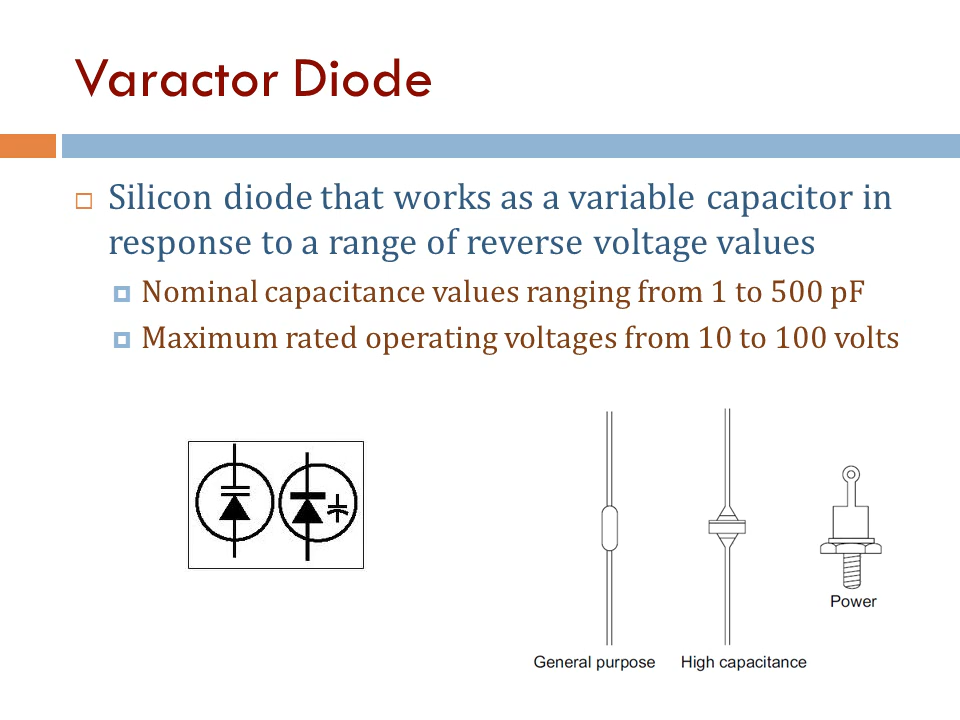 Varactor Diode
Silicon diode that works as a variable capacitor in
response to a range of reverse voltage values
Nominal capacitance values ranging from 1 to 500 pF
Maximum rated operating voltages from 10 to 100 volts
Power
General purpose
High capacitance